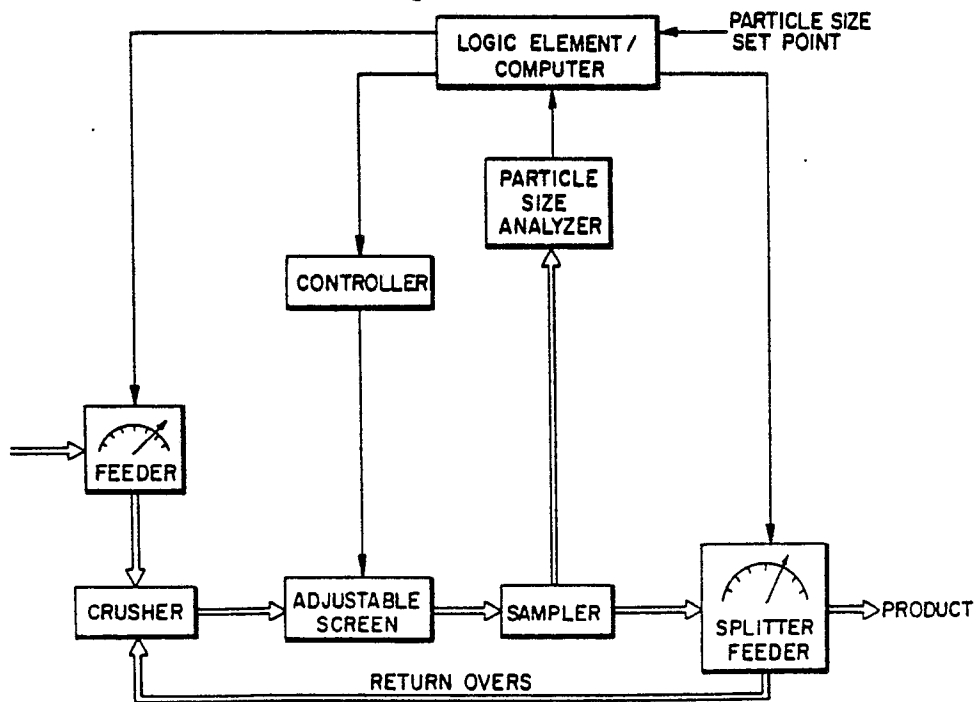 PARTICLE SIZE
SET POINT
LOGIC ELEMENT/
COMPUTER
PARTICLE
SIZE
ANALYZER
CONTROLLER
FEEDER
CRUSHER
ADJUSTABLE
SCREEN
SAMPLER
SPLITTER
FEEDER
PRODUCT
RETURN OVERS